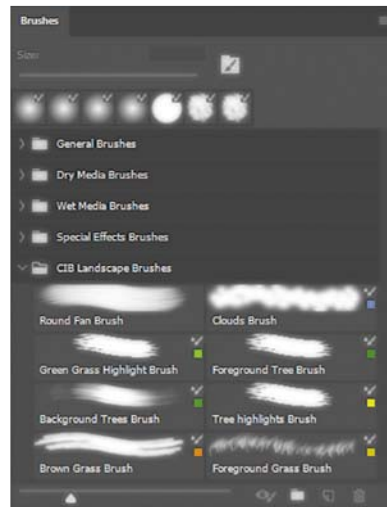 Brushes
Size:
General Brushes
Dry Media Brushes
Wet Media Brushes
Special Effects Brushes
CIB Landscape Brushes
Round Fan Brush
Clouds Brush
Green Grass Highlight Brush
Foreground Tree Brush
Background Trees Brush
Tree highlights Brush
Brown Grass Brush
Foreground Grass Brush